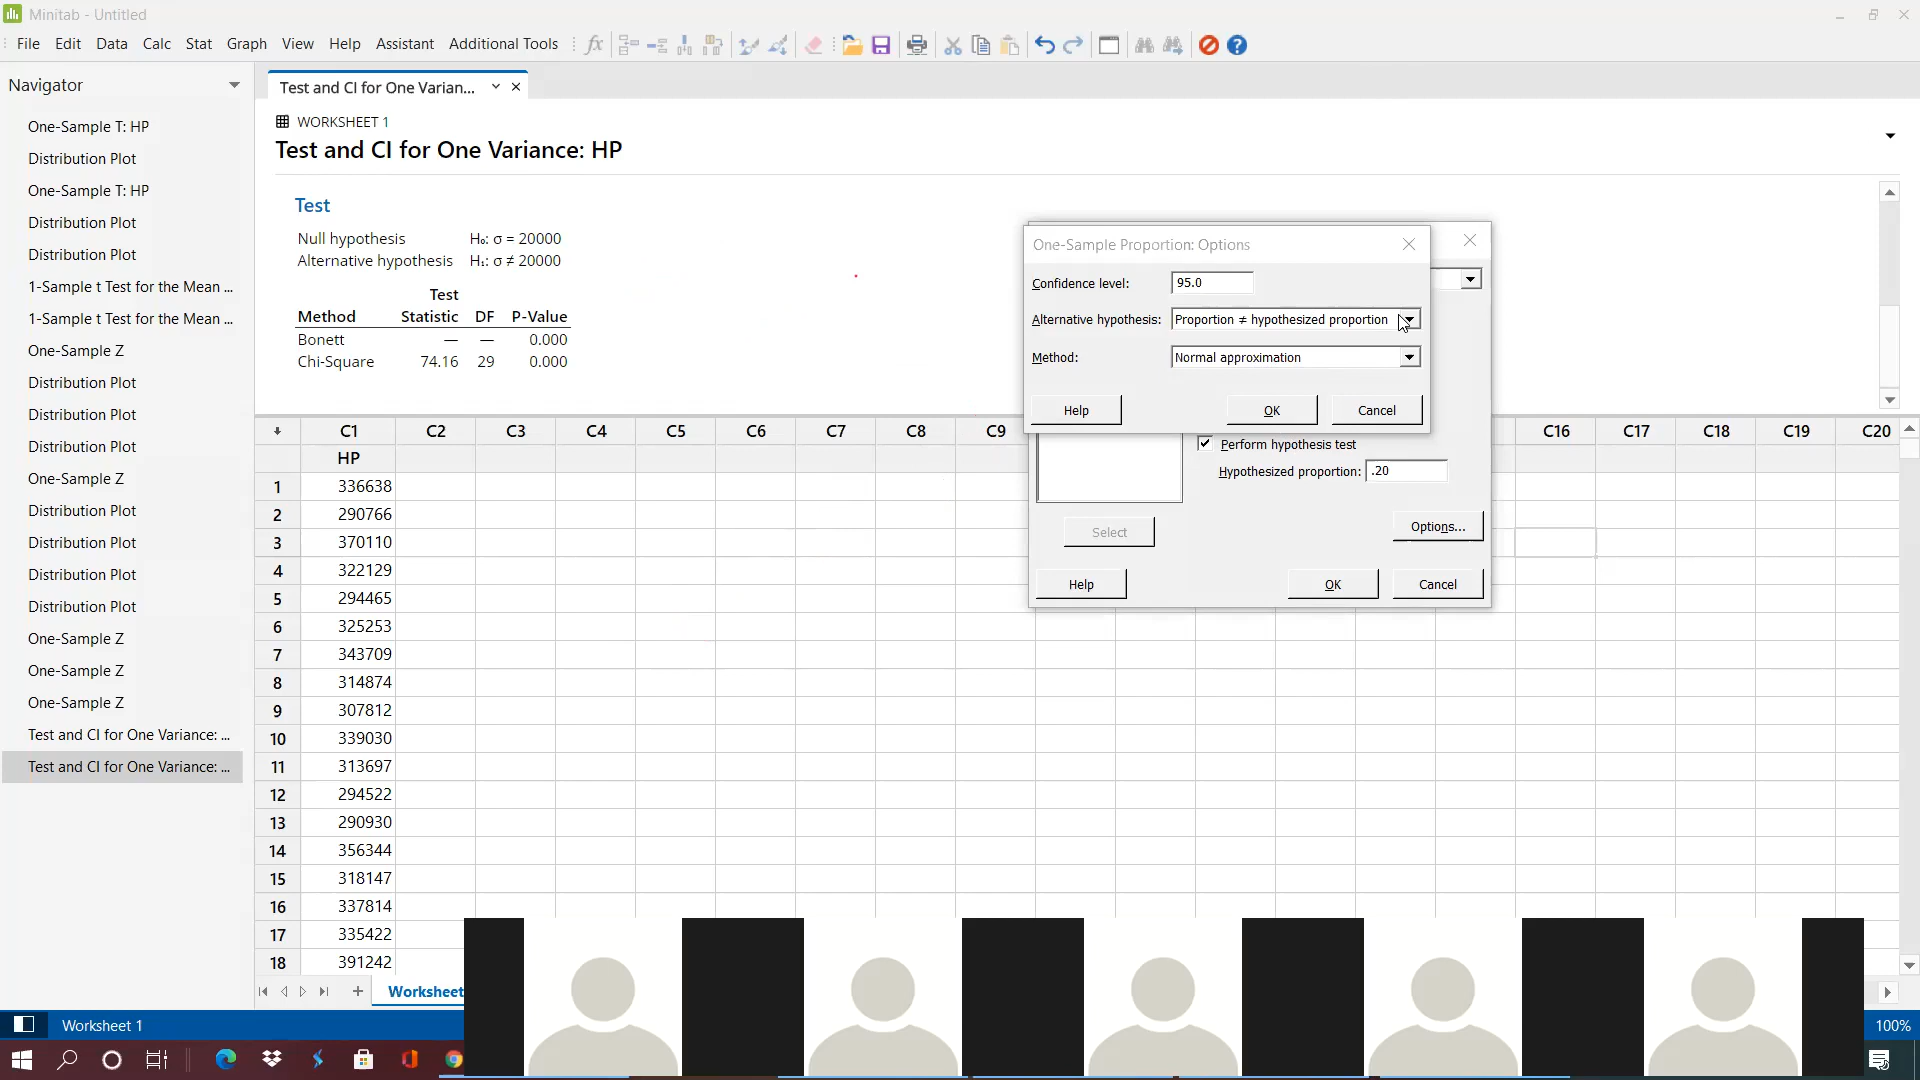 Minitab - Untitled
File Edit Data Calc Stat Graph View Help Assistant Additional Tools
Navigator
One-Sample T: HP
Distribution Plot
One-Sample T: HP
Distribution Plot
Distribution Plot
1-Sample t Test for the Mean ...
1-Sample t Test for the Mean ...
One-Sample Z
Distribution Plot
Distribution Plot
Distribution Plot
One-Sample Z
Distribution Plot
Distribution Plot
Distribution Plot
Distribution Plot
One-Sample Z
One-Sample Z
One-Sample Z
Test and CI for One Variance: ...
Test and CI for One Variance: ...
Test and CI for One Varian...
WORKSHEET 1
Test and CI for One Variance: HP
Test
Null hypothesis H₀: σ = 20000
Alternative hypothesis H₁: σ ≠ 20000
Test
Method Statistic DF P-Value
Bonett — — 0.000
Chi-Square 74.16 29 0.000
One-Sample Proportion: Options
Confidence level: 95.0
Alternative hypothesis: Proportion ≠ hypothesized proportion
Method: Normal approximation
Help OK Cancel
Perform hypothesis test
Hypothesized proportion: .20
Select Options...
Help OK Cancel
C1 C2 C3 C4 C5 C6 C7 C8 C9 C16 C17 C18 C19 C20
HP
1 336638
2 290766
3 370110
4 322129
5 294465
6 325253
7 343709
8 314874
9 307812
10 339030
11 313697
12 294522
13 290930
14 356344
15 318147
16 337814
17 335422
18 391242
Worksheet
Worksheet 1
100%